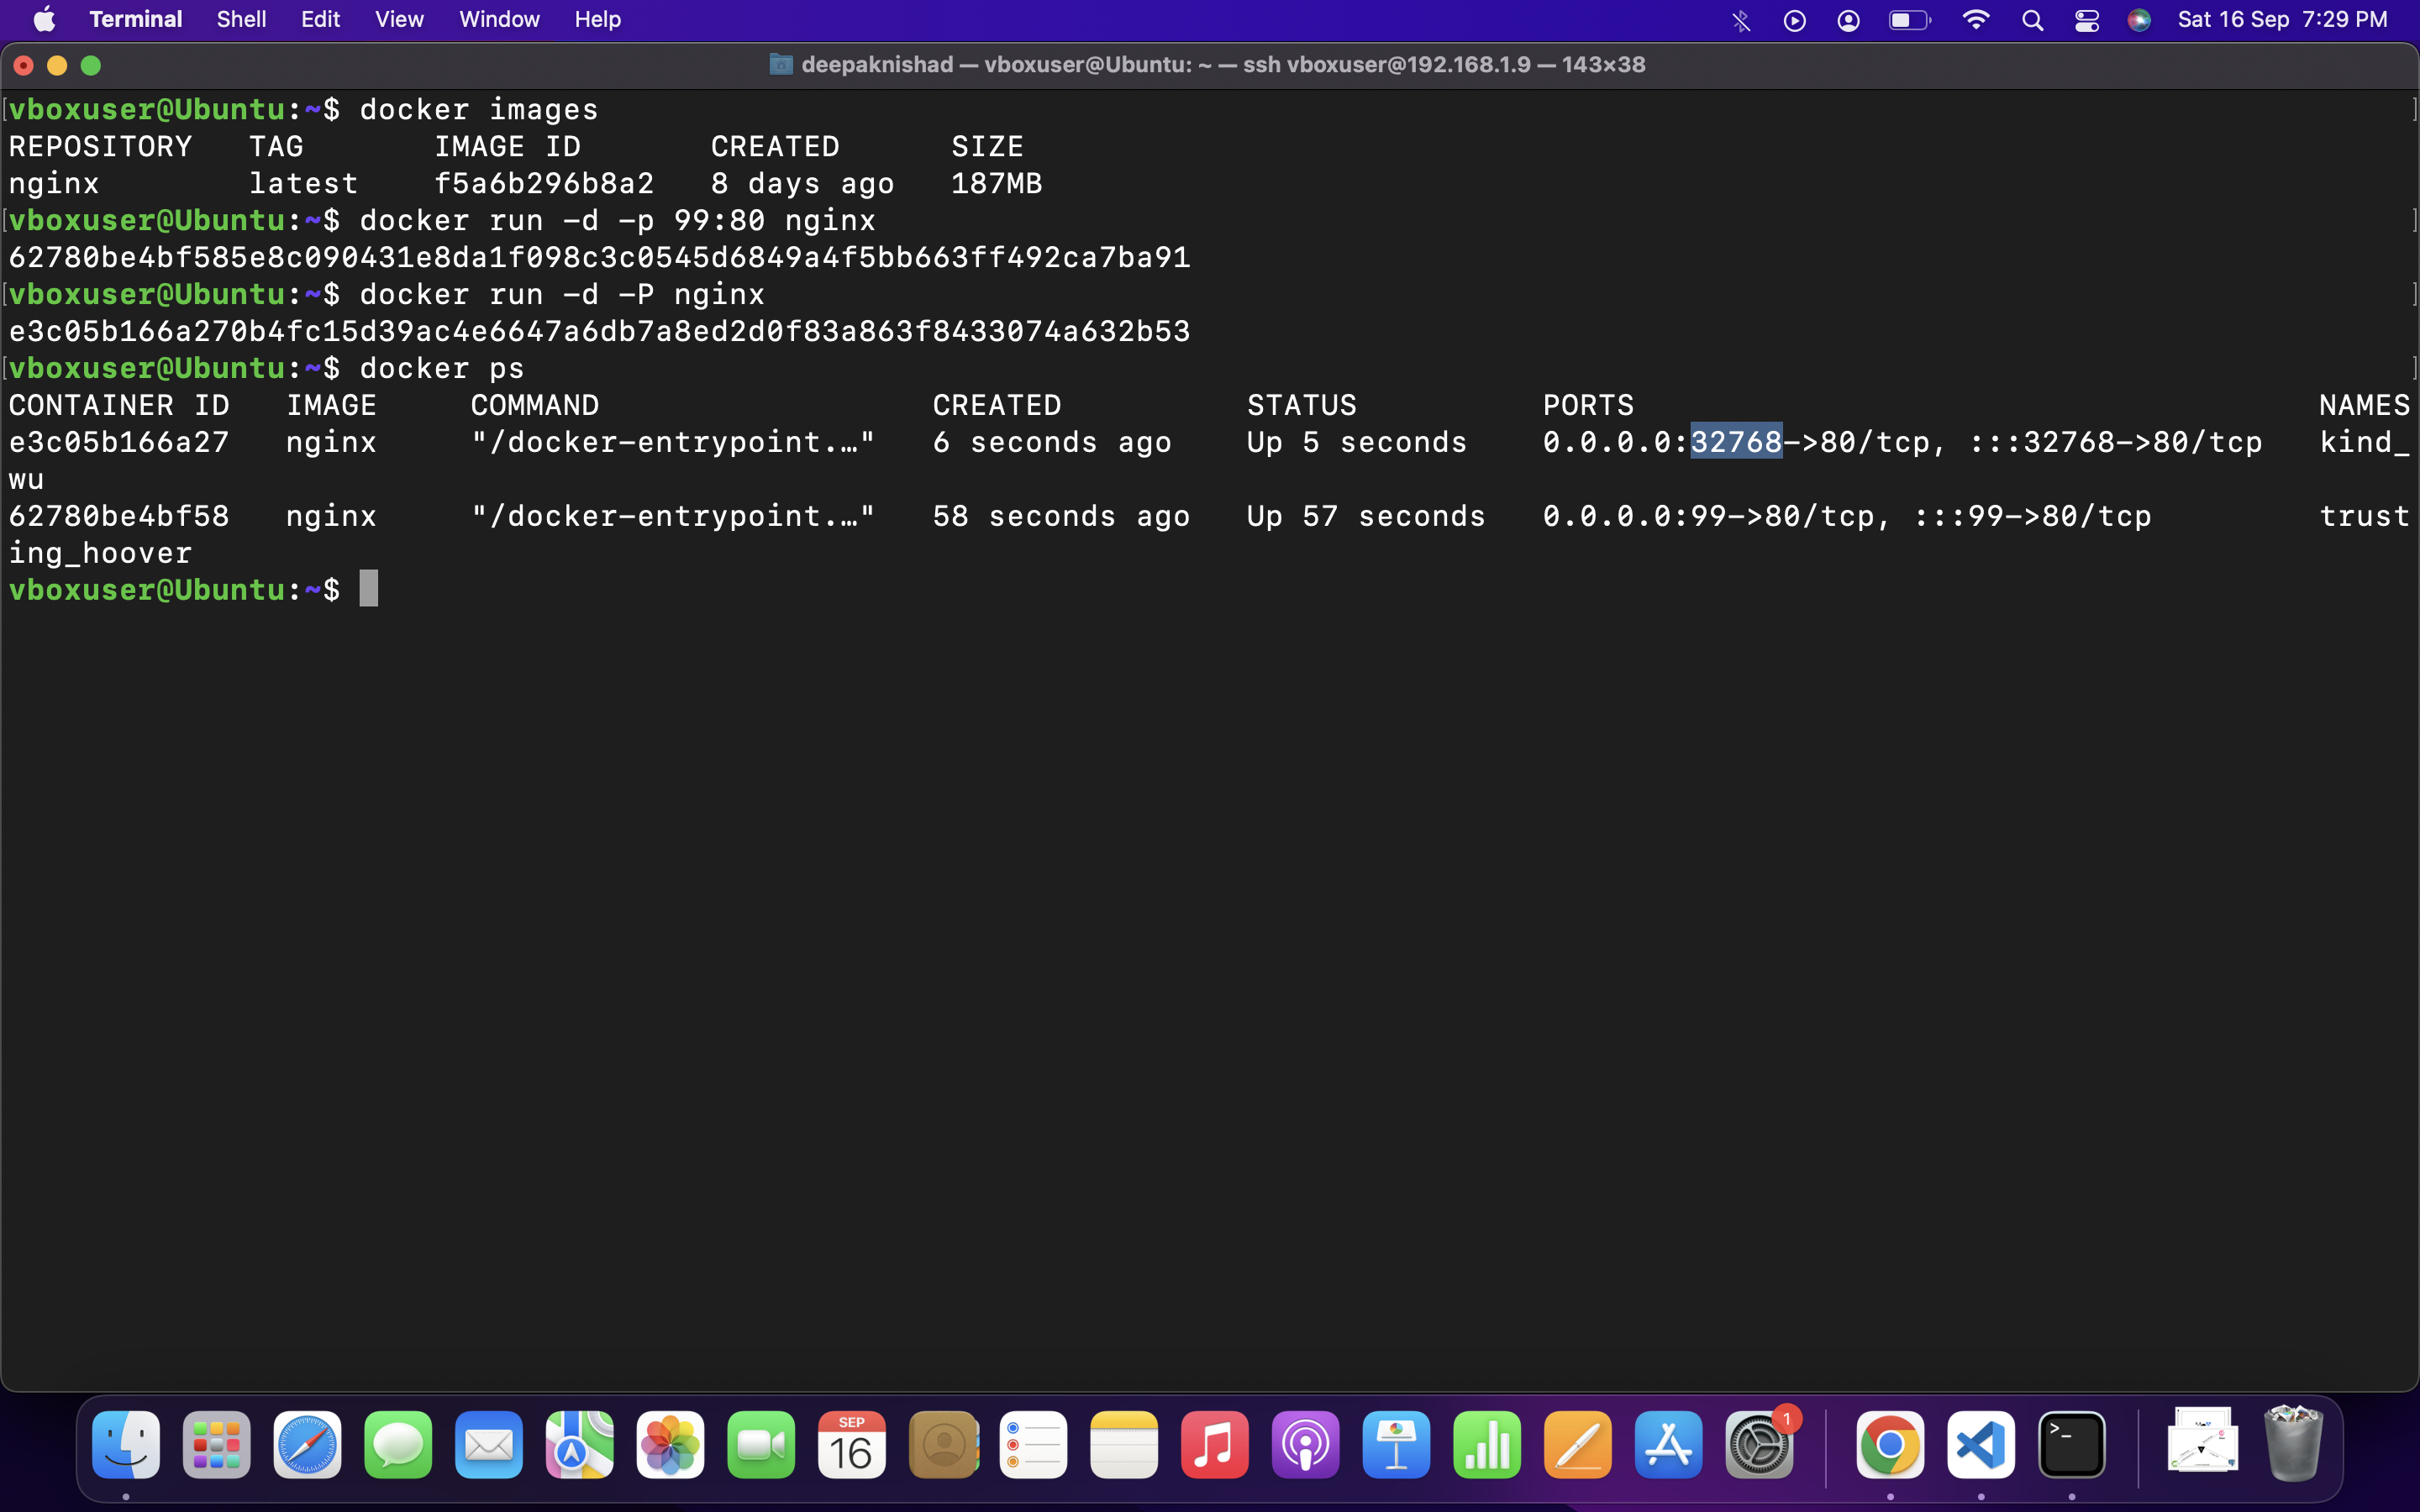 Terminal Shell Edit View Window Help Sat 16 Sep 7:29 PM
deepaknishad — vboxuser@Ubuntu: ~ — ssh vboxuser@192.168.1.9 — 143×38
[vboxuser@Ubuntu:~$ docker images ]
REPOSITORY TAG IMAGE ID CREATED SIZE
nginx latest f5a6b296b8a2 8 days ago 187MB
[vboxuser@Ubuntu:~$ docker run -d -p 99:80 nginx ]
62780be4bf585e8c090431e8da1f098c3c0545d6849a4f5bb663ff492ca7ba91
[vboxuser@Ubuntu:~$ docker run -d -P nginx ]
e3c05b166a270b4fc15d39ac4e6647a6db7a8ed2d0f83a863f8433074a632b53
[vboxuser@Ubuntu:~$ docker ps ]
CONTAINER ID IMAGE COMMAND CREATED STATUS PORTS NAMES
e3c05b166a27 nginx "/docker-entrypoint.…" 6 seconds ago Up 5 seconds 0.0.0.0:32768->80/tcp, :::32768->80/tcp kind_
wu
62780be4bf58 nginx "/docker-entrypoint.…" 58 seconds ago Up 57 seconds 0.0.0.0:99->80/tcp, :::99->80/tcp trust
ing_hoover
vboxuser@Ubuntu:~$
SEP
16
1
>_